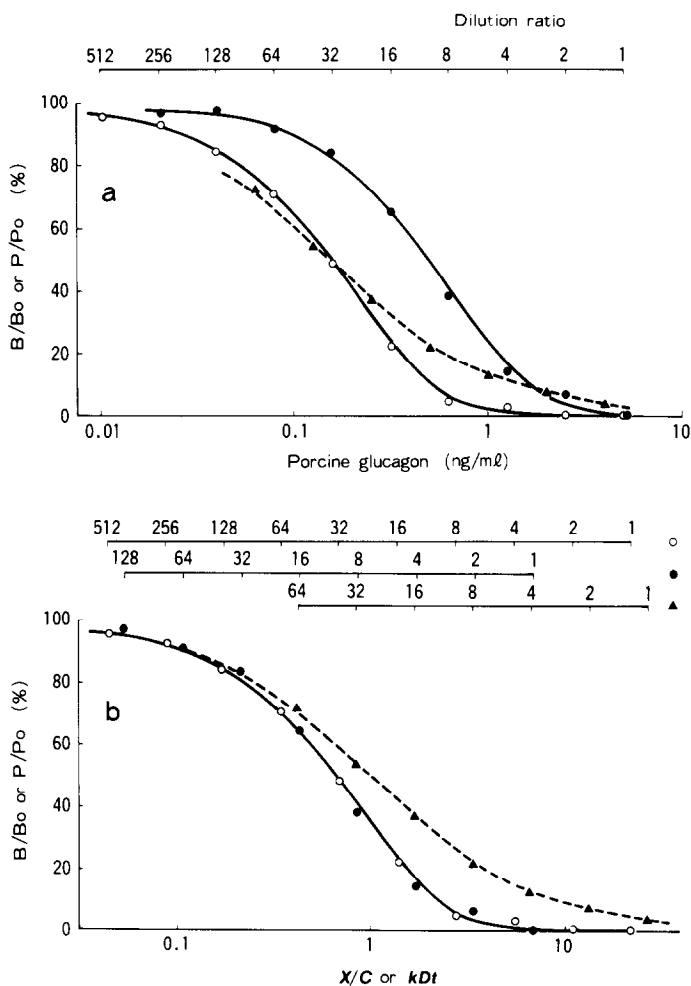 Dilution ratio
512 256 128 64 32 16 8 4 2 1
100
80
60
40
20
0
a
B/Bo or P/Po (%)
0.01 0.1 1 10
Porcine glucagon (ng/mℓ)
512 256 128 64 32 16 8 4 2 1 ○
128 64 32 16 8 4 2 1 ●
64 32 16 8 4 2 1 ▲
100
80
60
40
20
0
b
B/Bo or P/Po (%)
0.1 1 10
X/C or kDt